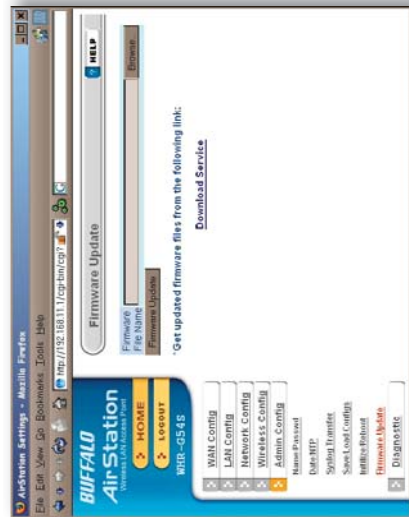 AirStation Settings - Mozilla Firefox
File Edit View Go Bookmarks Tools Help
http://192.168.11.1/cgi-bin/cgi?
BUFFALO
AirStation
Wireless LAN Access Point
HOME
LOGOUT
WHR-G54S
WAN Config
LAN Config
Network Config
Wireless Config
Admin Config
Name/Passwd
Date/NTP
Syslog Transfer
Save/Load Configs
Initilize/Reboot
Firmware Update
Diagnostic
Firmware Update
HELP
Firmware
File Name
Browse...
Firmware Update
*Get updated firmware files from the following link:
Download Service